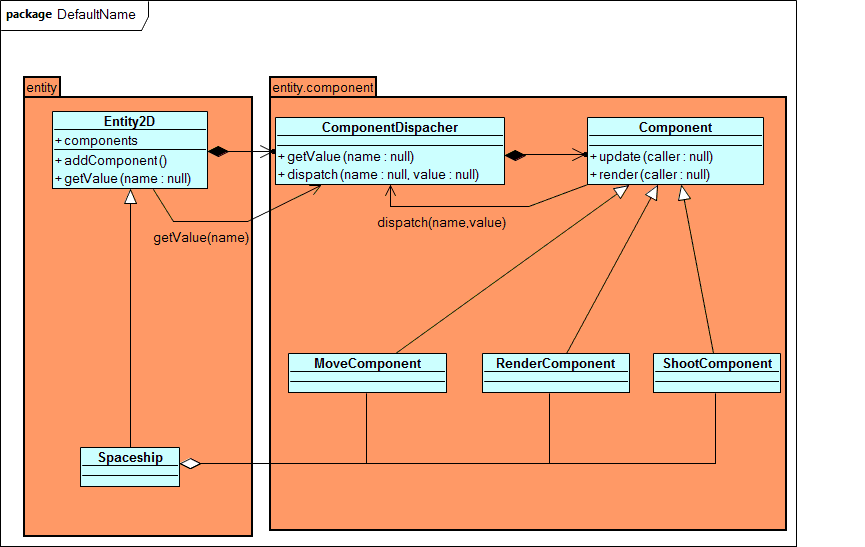 package DefaultName
entity
entity.component
Entity2D
+ components
+ addComponent()
+ getValue(name : null)
ComponentDispacher
+ getValue(name : null)
+ dispatch(name : null, value : null)
Component
+ update(caller : null)
+ render(caller : null)
getValue(name)
dispatch(name,value)
MoveComponent
RenderComponent
ShootComponent
Spaceship